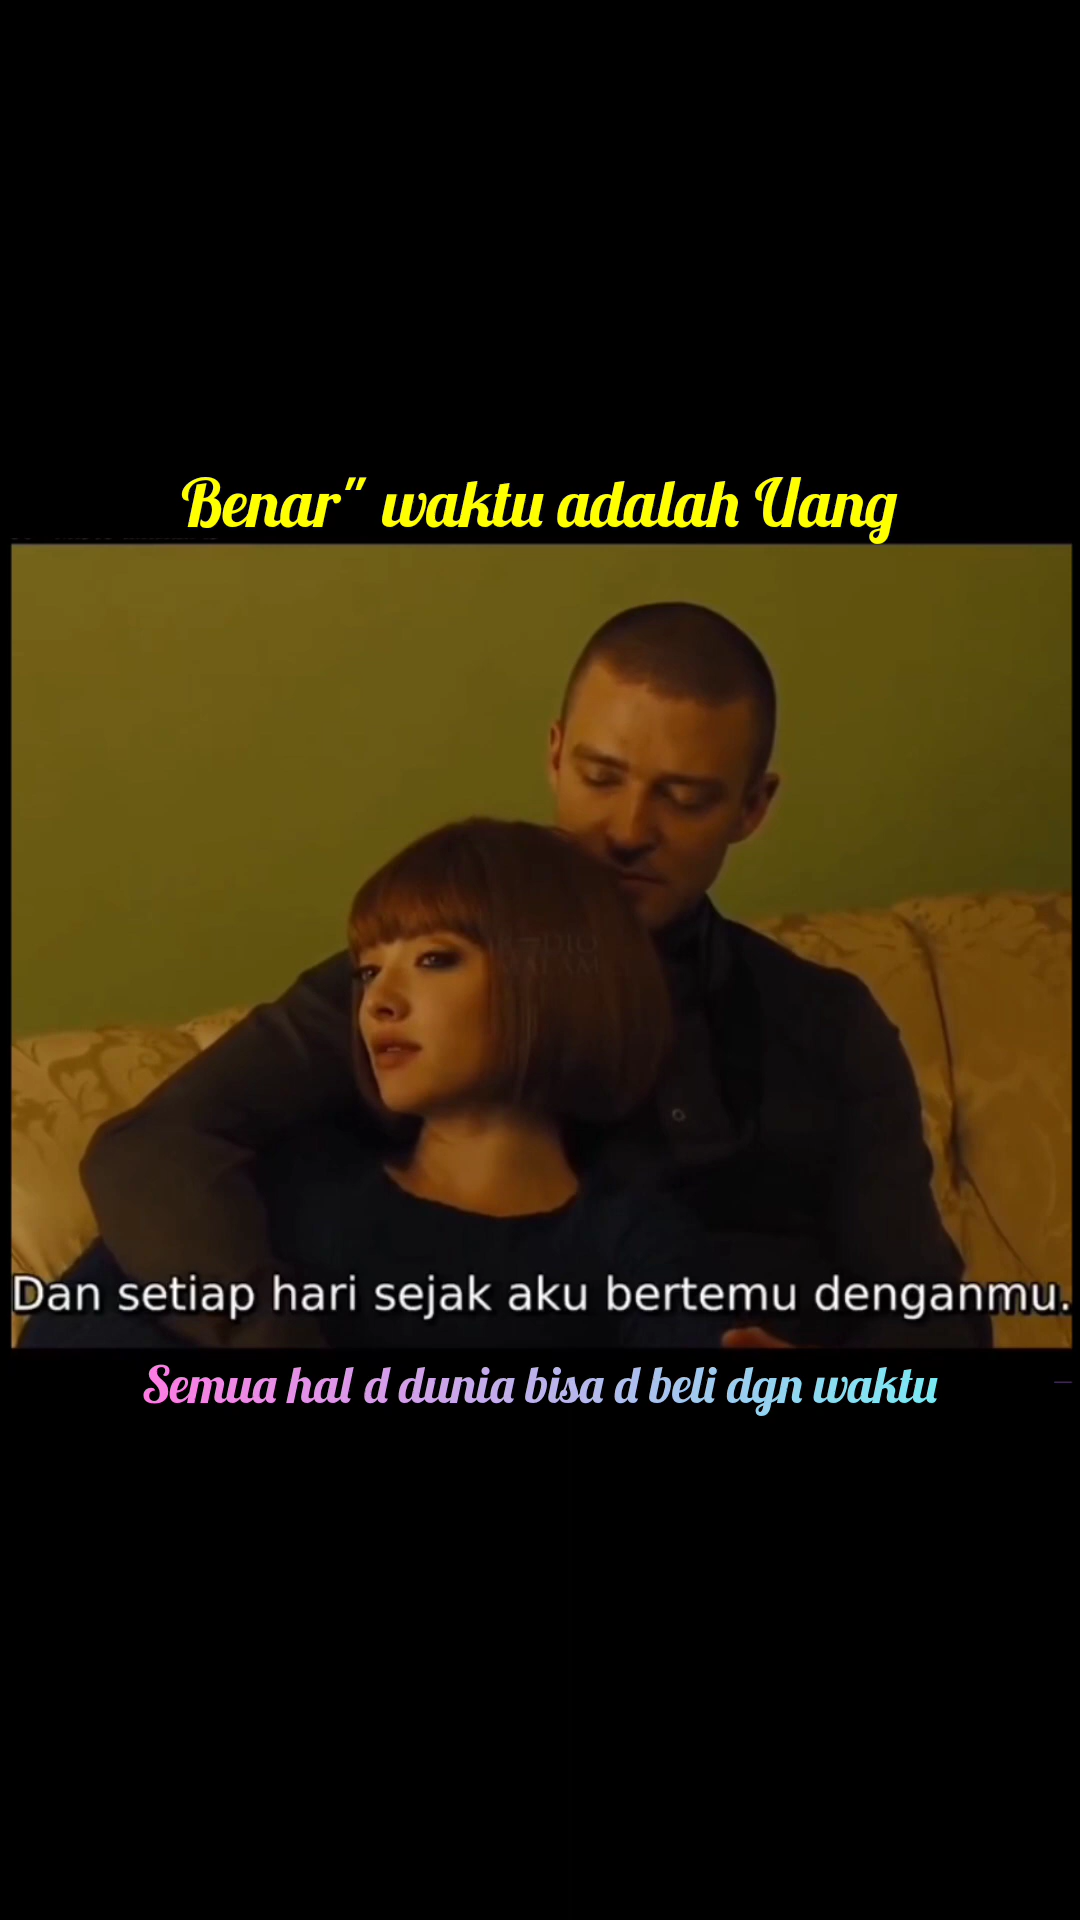 Benar" waktu adalah Uang
Dan setiap hari sejak aku bertemu denganmu.
Semua hal d dunia bisa d beli dgn waktu